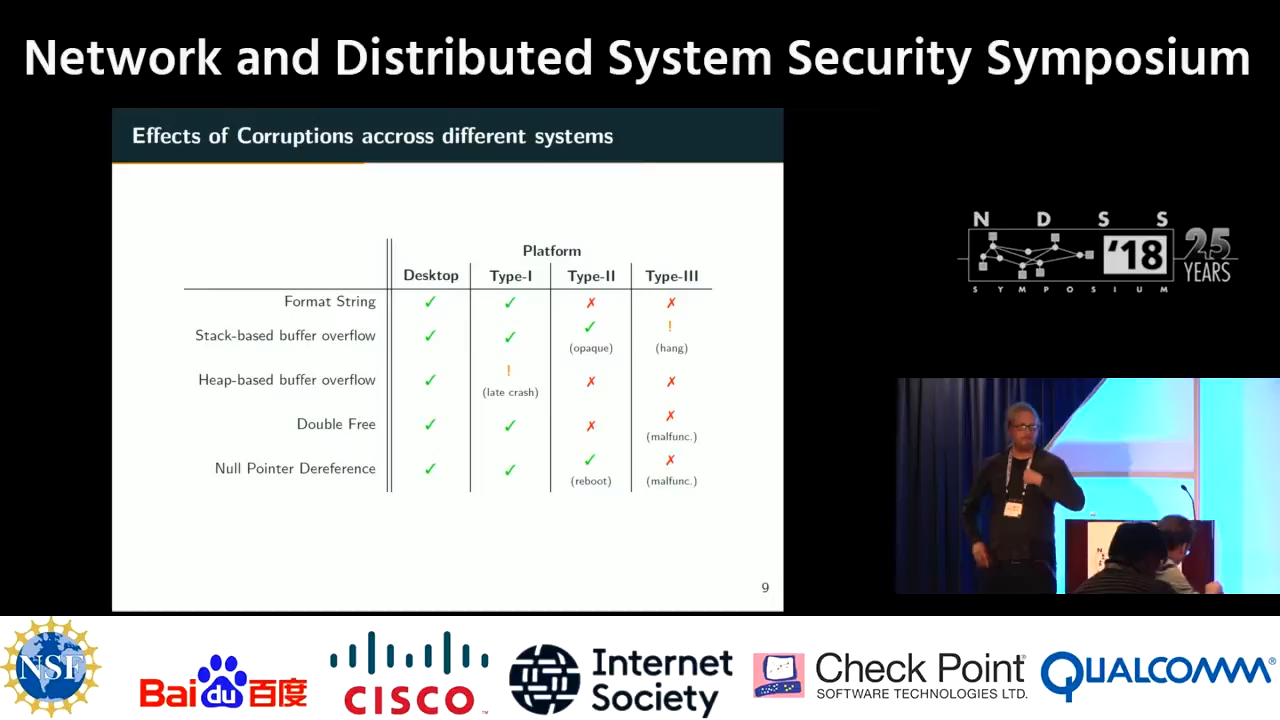 Network and Distributed System Security Symposium
Effects of Corruptions accross different systems
Platform
Desktop Type-I Type-II Type-III
Format String ✓ ✓ ✗ ✗
Stack-based buffer overflow ✓ ✓ ✓ (opaque) ! (hang)
Heap-based buffer overflow ✓ ! (late crash) ✗ ✗
Double Free ✓ ✓ ✗ ✗ (malfunc.)
Null Pointer Dereference ✓ ✓ ✓ (reboot) ✗ (malfunc.)
9
N D S S
'18
25
YEARS
S Y M P O S I U M
NSF
Baidu百度
CISCO
Internet
Society
Check Point
SOFTWARE TECHNOLOGIES LTD.
QUALCOMM®